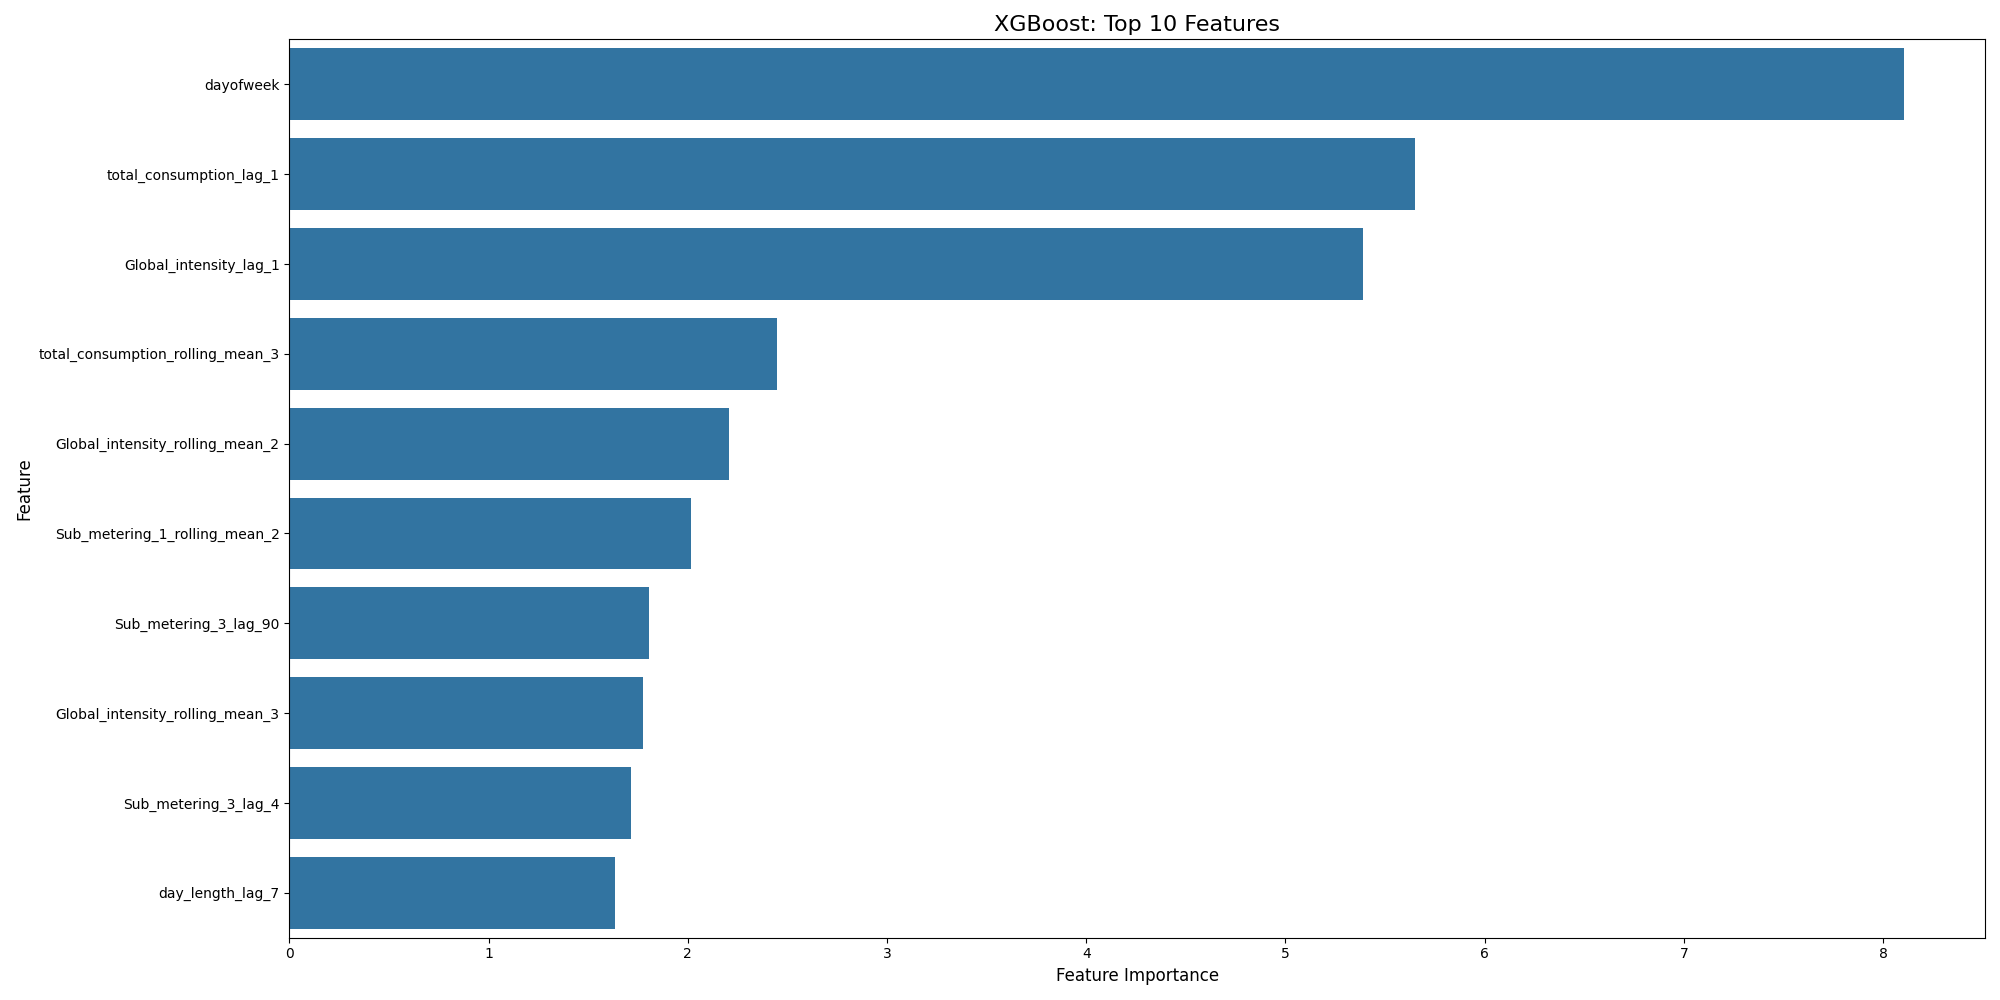 XGBoost: Top 10 Features
dayofweek
total_consumption_lag_1
Global_intensity_lag_1
total_consumption_rolling_mean_3
Global_intensity_rolling_mean_2
Sub_metering_1_rolling_mean_2
Sub_metering_3_lag_90
Global_intensity_rolling_mean_3
Sub_metering_3_lag_4
day_length_lag_7
Feature
0 1 2 3 4 5 6 7 8
Feature Importance